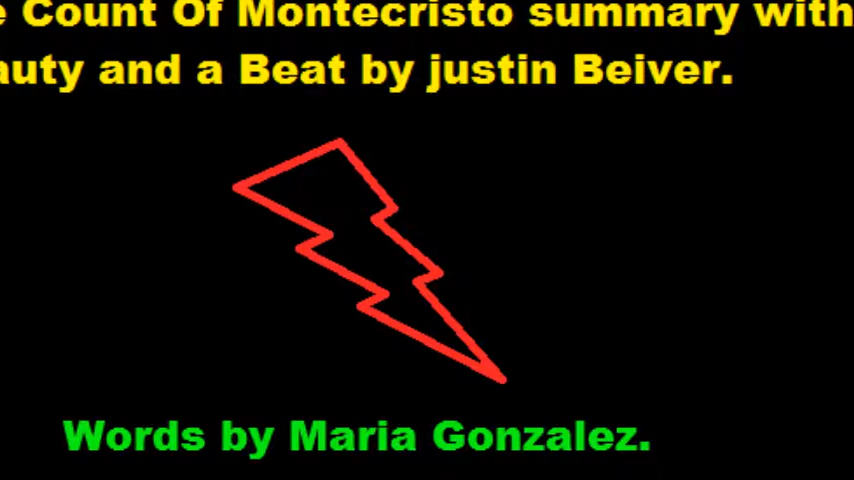 e Count Of Montecristo summary with
auty and a Beat by justin Beiver.
Words by Maria Gonzalez.